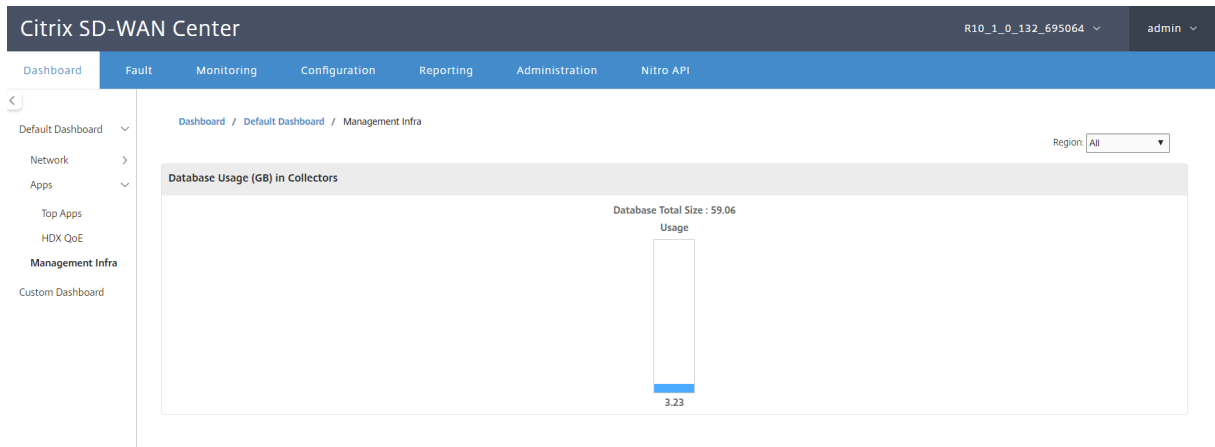 Citrix SD-WAN Center
R10_1_0_132_695064
admin
Dashboard Fault Monitoring Configuration Reporting Administration Nitro API
Default Dashboard
Network
Apps
Top Apps
HDX QoE
Management Infra
Custom Dashboard
Dashboard / Default Dashboard / Management Infra
Region: All
Database Usage (GB) in Collectors
Database Total Size : 59.06
Usage
3.23